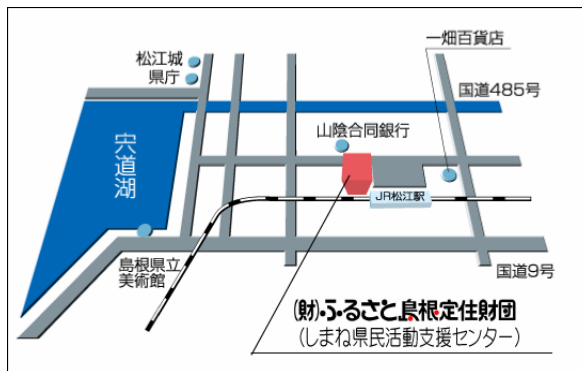 一畑百貨店
松江城
県庁
国道485号
山陰合同銀行
宍道湖
JR松江駅
島根県立
美術館
国道9号
(財)ふるさと島根定住財団
(しまね県民活動支援センター)